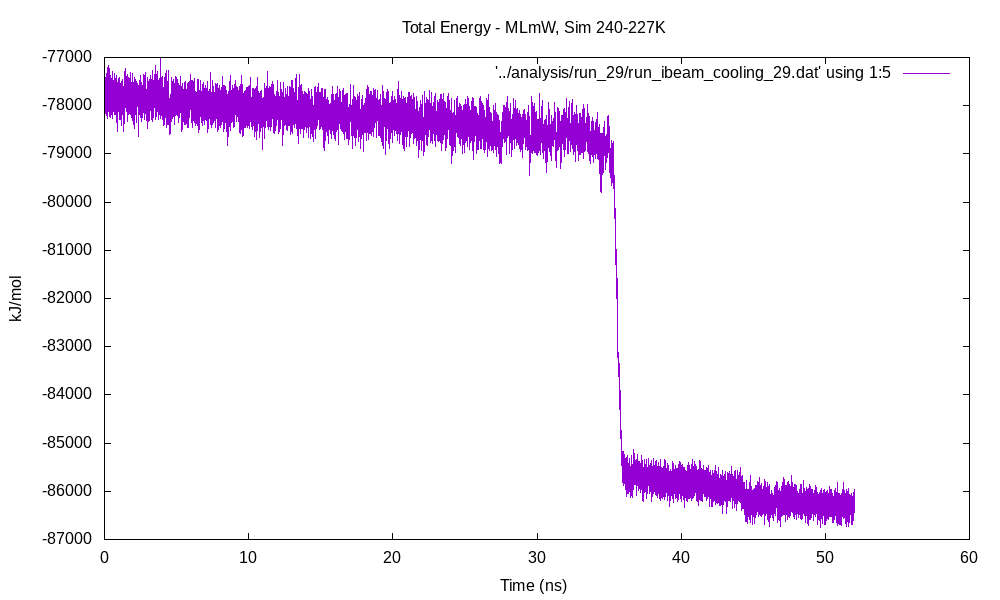 Total Energy - MLmW, Sim 240-227K
'../analysis/run_29/run_ibeam_cooling_29.dat' using 1:5
-77000
-78000
-79000
-80000
-81000
-82000
-83000
-84000
-85000
-86000
-87000
kJ/mol
0 10 20 30 40 50 60
Time (ns)